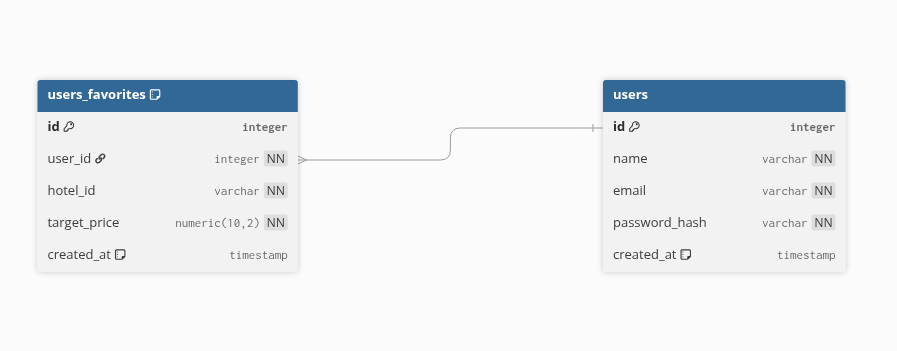 users_favorites
id integer
user_id integer NN
hotel_id varchar NN
target_price numeric(10,2) NN
created_at timestamp
users
id integer
name varchar NN
email varchar NN
password_hash varchar NN
created_at timestamp